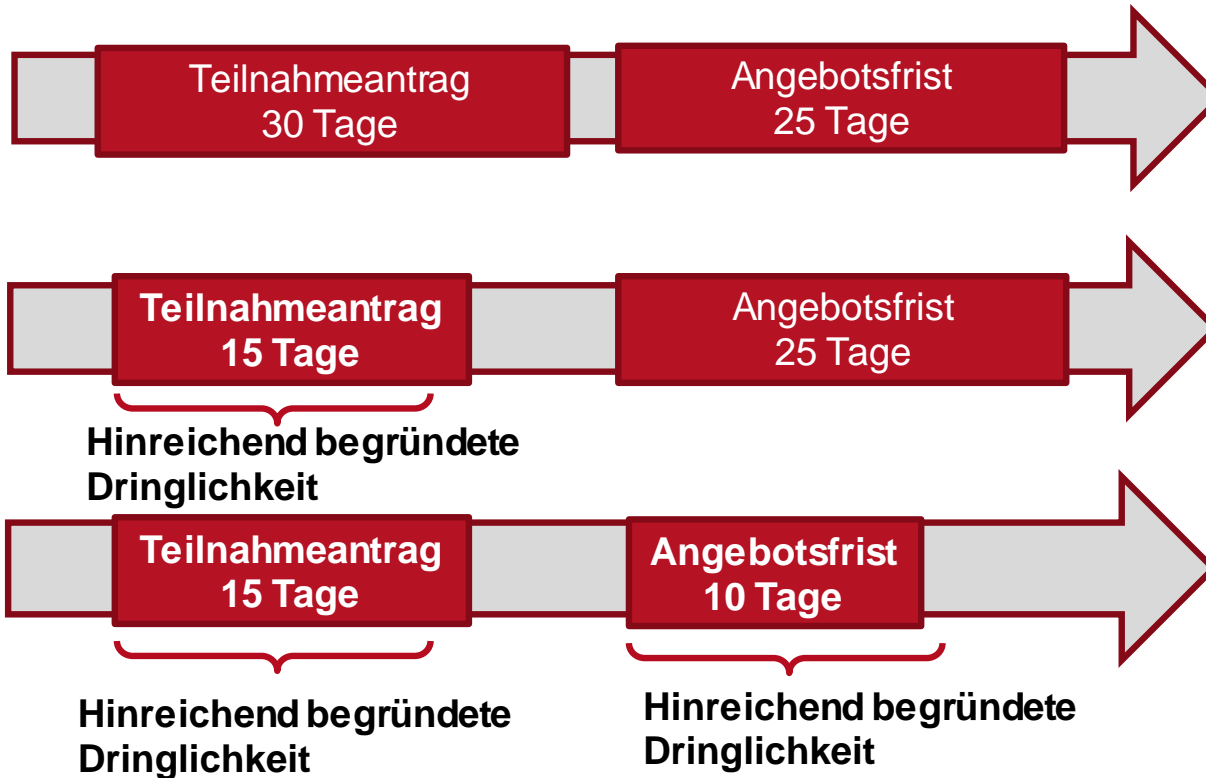 Teilnahmeantrag
30 Tage
Angebotsfrist
25 Tage
Teilnahmeantrag
15 Tage
Angebotsfrist
25 Tage
Hinreichend begründete
Dringlichkeit
Teilnahmeantrag
15 Tage
Angebotsfrist
10 Tage
Hinreichend begründete
Dringlichkeit
Hinreichend begründete
Dringlichkeit